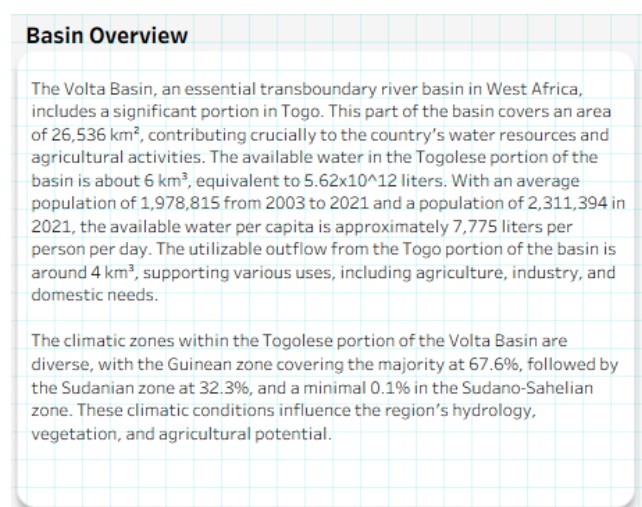 Basin Overview
The Volta Basin, an essential transboundary river basin in West Africa,
includes a significant portion in Togo. This part of the basin covers an area
of 26,536 km², contributing crucially to the country's water resources and
agricultural activities. The available water in the Togolese portion of the
basin is about 6 km³, equivalent to 5.62x10^12 liters. With an average
population of 1,978,815 from 2003 to 2021 and a population of 2,311,394 in
2021, the available water per capita is approximately 7,775 liters per
person per day. The utilizable outflow from the Togo portion of the basin is
around 4 km³, supporting various uses, including agriculture, industry, and
domestic needs.
The climatic zones within the Togolese portion of the Volta Basin are
diverse, with the Guinean zone covering the majority at 67.6%, followed by
the Sudanian zone at 32.3%, and a minimal 0.1% in the Sudano-Sahelian
zone. These climatic conditions influence the region's hydrology,
vegetation, and agricultural potential.